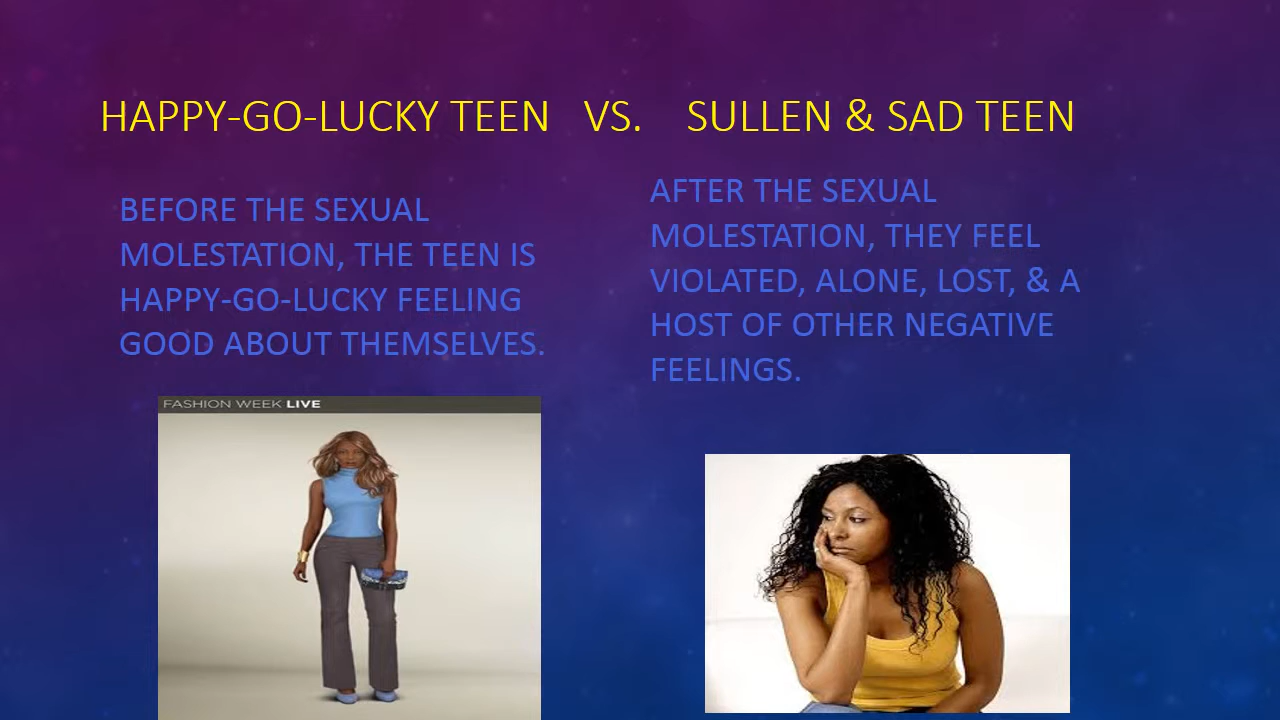 HAPPY-GO-LUCKY TEEN VS. SULLEN & SAD TEEN
BEFORE THE SEXUAL
MOLESTATION, THE TEEN IS
HAPPY-GO-LUCKY FEELING
GOOD ABOUT THEMSELVES.
FASHION WEEK LIVE
AFTER THE SEXUAL
MOLESTATION, THEY FEEL
VIOLATED, ALONE, LOST, & A
HOST OF OTHER NEGATIVE
FEELINGS.